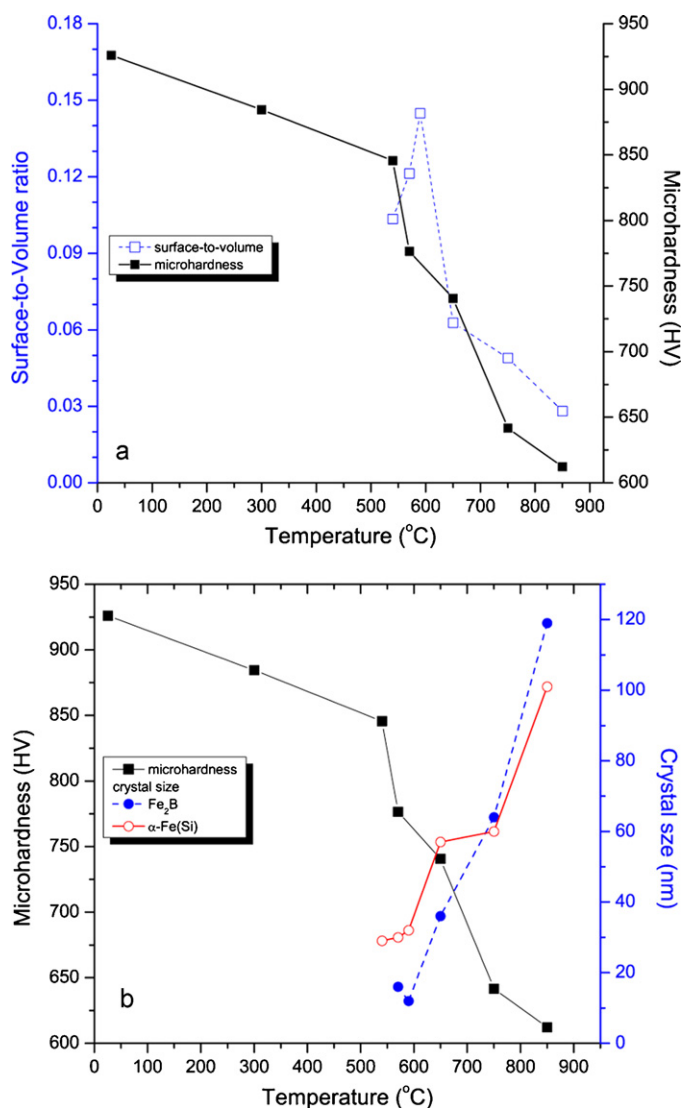 0.18
0.15
0.12
0.09
0.06
0.03
0.00
Surface-to-Volume ratio
surface-to-volume
microhardness
a
950
900
850
800
750
700
650
600
Microhardness (HV)
0 100 200 300 400 500 600 700 800 900
Temperature (°C)
950
900
850
800
750
700
650
600
Microhardness (HV)
microhardness
crystal size
Fe₂B
α-Fe(Si)
b
120
100
80
60
40
20
0
Crystal sze (nm)
0 100 200 300 400 500 600 700 800 900
Temperature (°C)